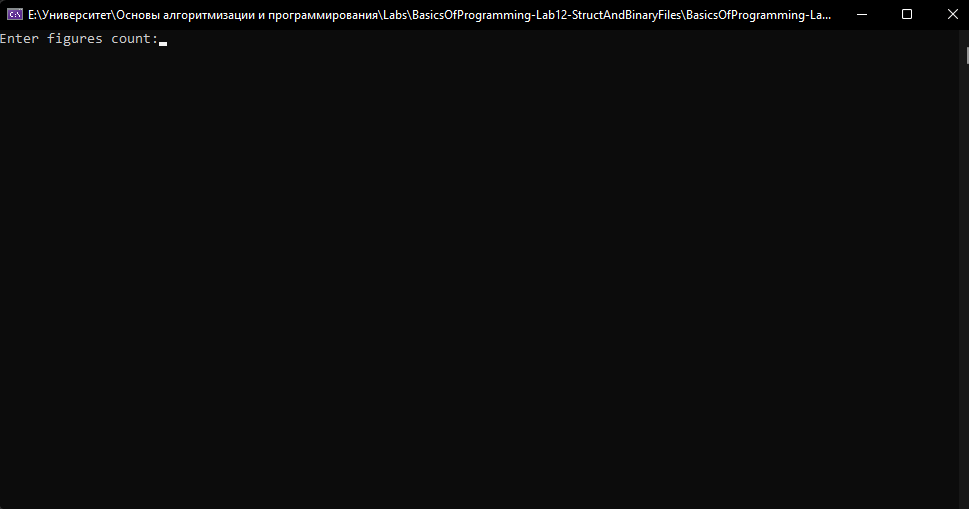 E:\Университет\Основы алгоритмизации и программирования\Labs\BasicsOfProgramming-Lab12-StructAndBinaryFiles\BasicsOfProgramming-La...
Enter figures count: